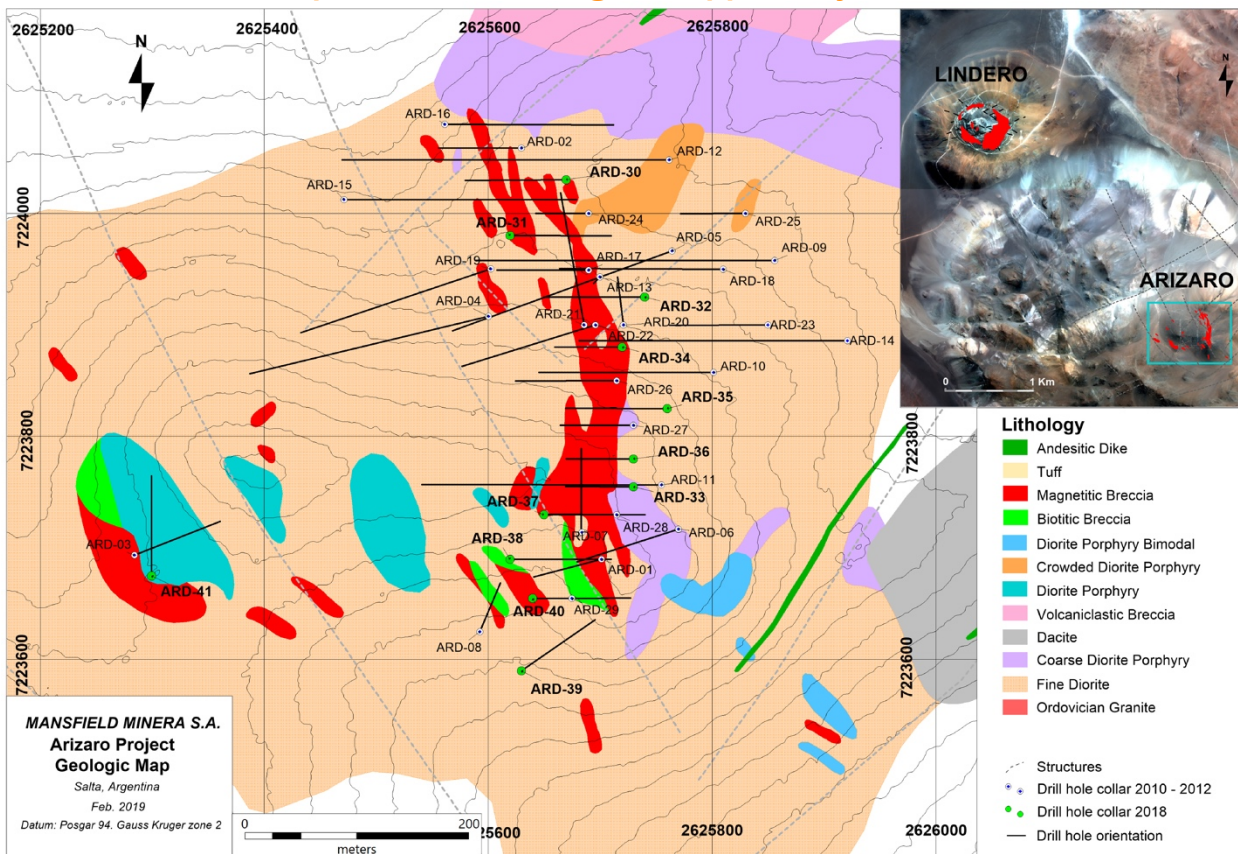 2625200
2625400
2625600
2625800
N
N
LINDERO
ARIZARO
0 1 Km
ARD-16
ARD-02
ARD-12
ARD-15
ARD-30
ARD-24
ARD-25
7224000
7224000
ARD-31
ARD-05
ARD-09
ARD-19
ARD-17
ARD-18
ARD-13
ARD-04
ARD-32
ARD-21
ARD-20
ARD-23
ARD-22
ARD-14
ARD-34
ARD-10
ARD-26
ARD-35
ARD-27
7223800
7223800
ARD-36
ARD-11
ARD-37
ARD-33
ARD-28
ARD-06
ARD-07
ARD-38
ARD-03
ARD-01
ARD-41
ARD-40
ARD-29
ARD-08
7223600
7223600
ARD-39
Lithology
Andesitic Dike
Tuff
Magnetitic Breccia
Biotitic Breccia
Diorite Porphyry Bimodal
Crowded Diorite Porphyry
Diorite Porphyry
Volcaniclastic Breccia
Dacite
Coarse Diorite Porphyry
Fine Diorite
Ordovician Granite
Structures
Drill hole collar 2010 - 2012
Drill hole collar 2018
Drill hole orientation
MANSFIELD MINERA S.A.
Arizaro Project
Geologic Map
Salta, Argentina
Feb. 2019
Datum: Posgar 94. Gauss Kruger zone 2
0 200
meters
2625600
2625800
2626000